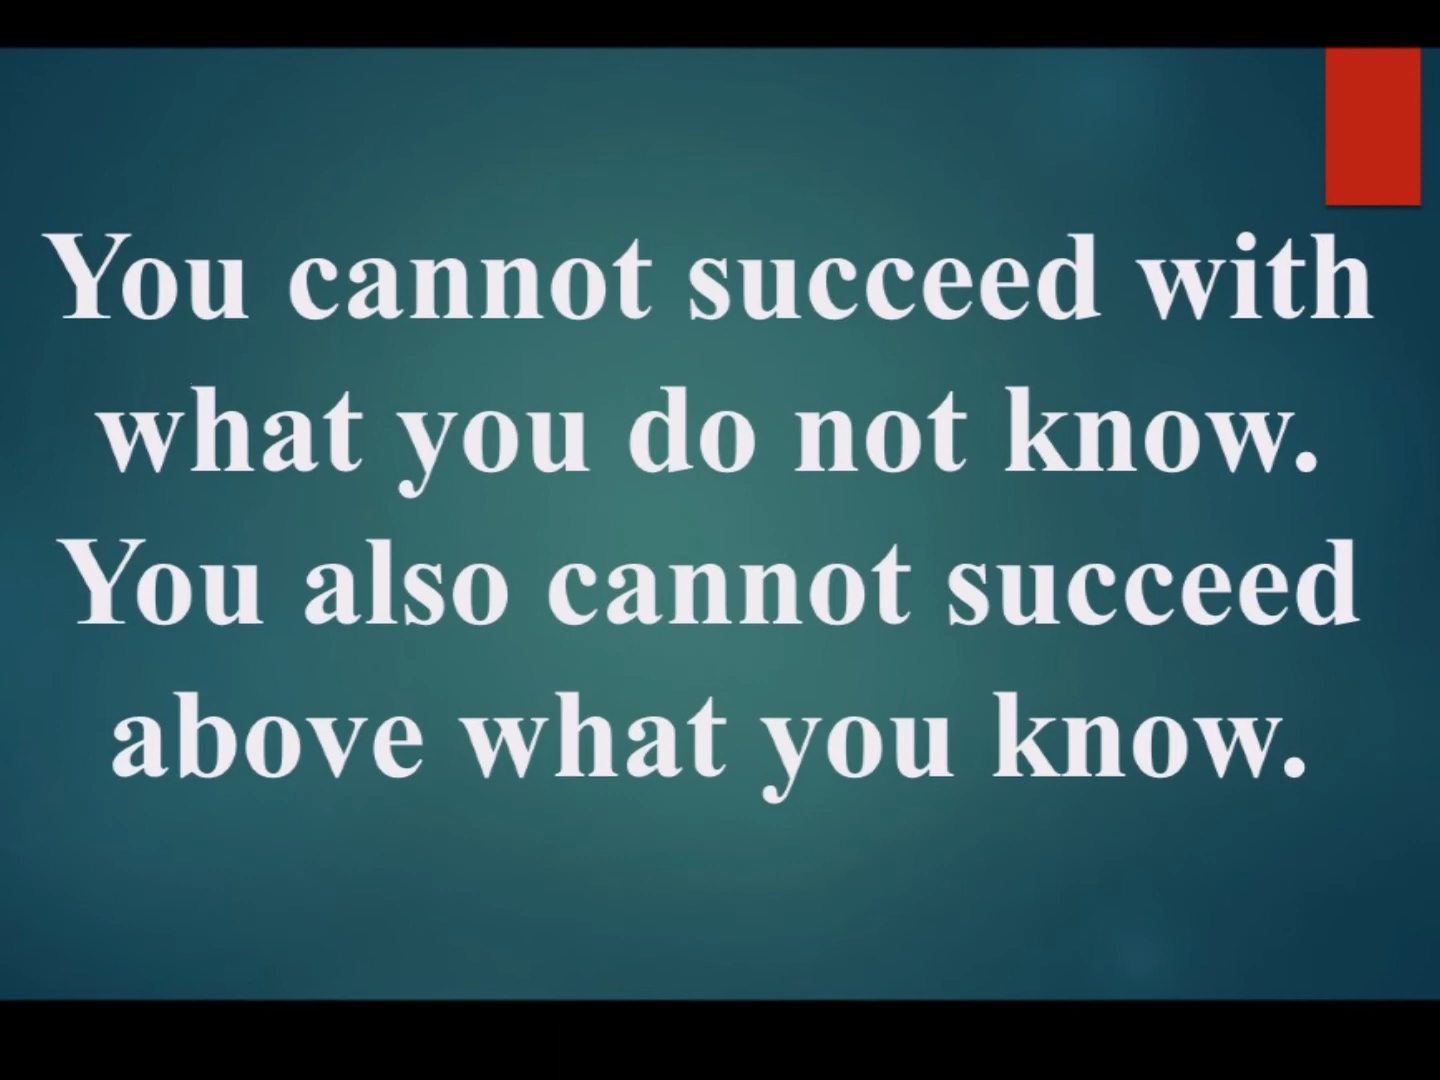 You cannot succeed with
what you do not know.
You also cannot succeed
above what you know.